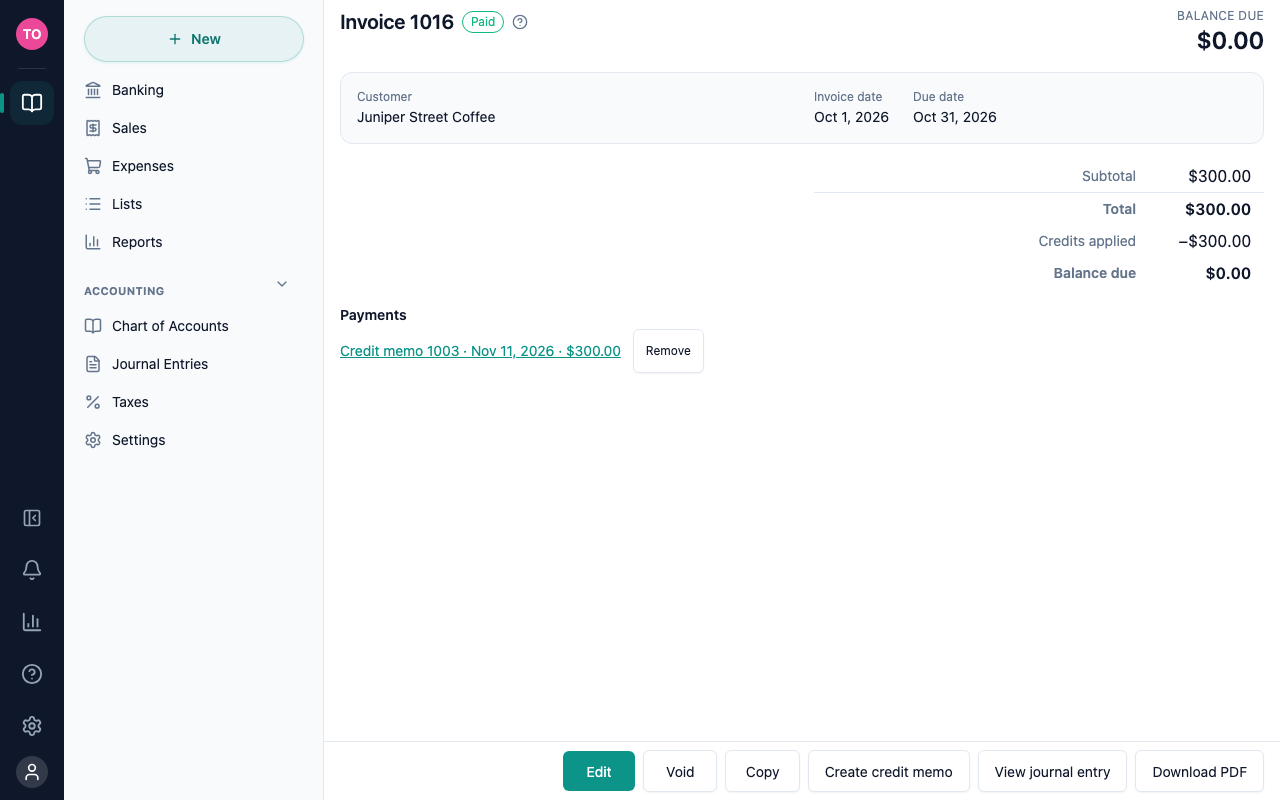 TO
New
Banking
Sales
Expenses
Lists
Reports
ACCOUNTING
Chart of Accounts
Journal Entries
Taxes
Settings
Invoice 1016 Paid
BALANCE DUE
$0.00
Customer
Juniper Street Coffee
Invoice date
Oct 1, 2026
Due date
Oct 31, 2026
Subtotal $300.00
Total $300.00
Credits applied –$300.00
Balance due $0.00
Payments
Credit memo 1003 · Nov 11, 2026 · $300.00 Remove
Edit Void Copy Create credit memo View journal entry Download PDF